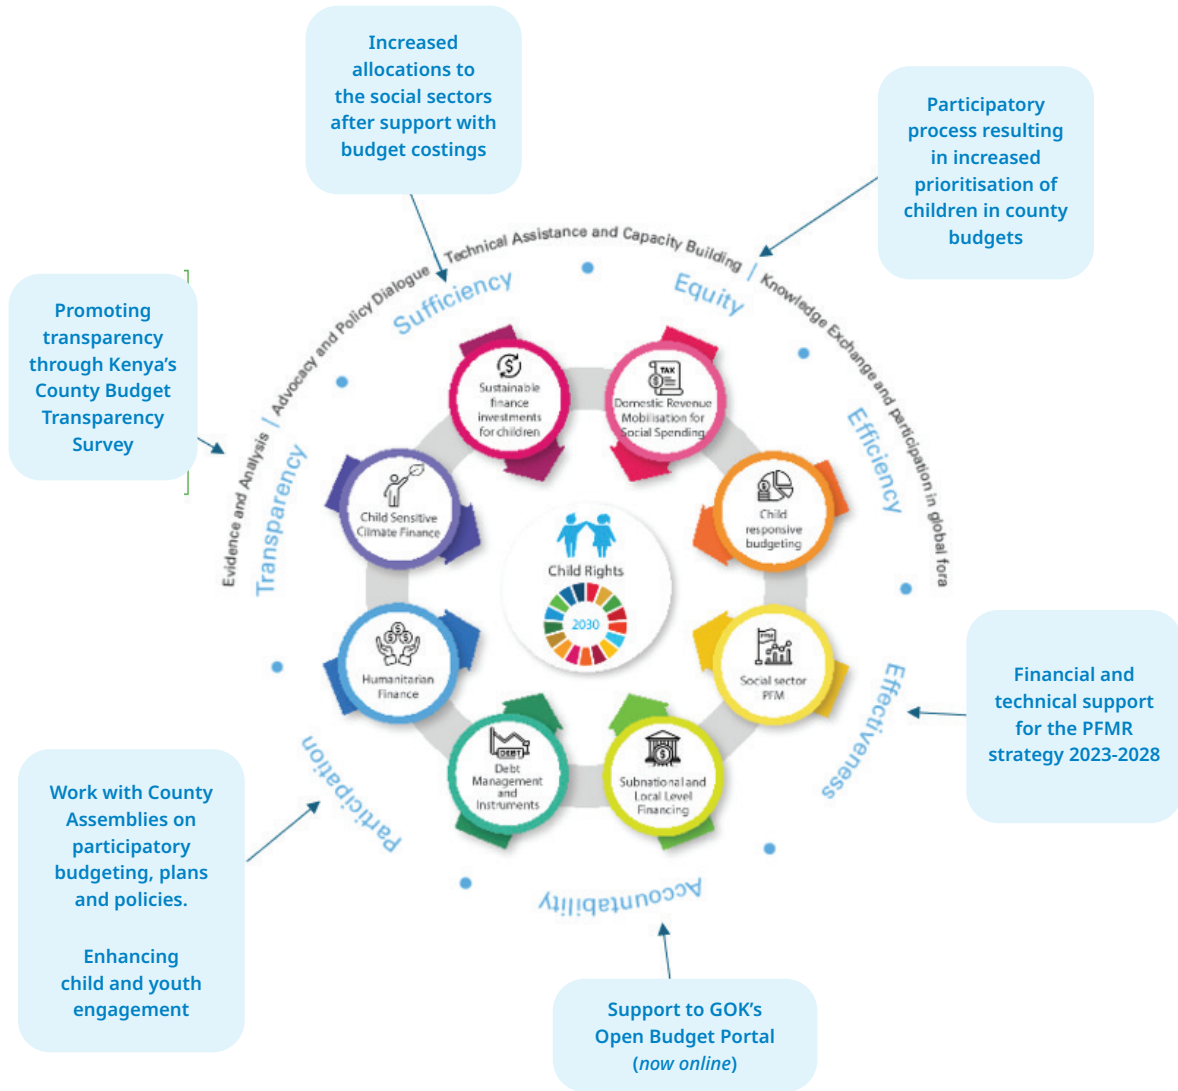 Increased
allocations to
the social sectors
after support with
budget costings
Participatory
process resulting
in increased
prioritisation of
children in county
budgets
Promoting
transparency
through Kenya's
County Budget
Transparency
Survey
Evidence and Analysis | Advocacy and Policy Dialogue | Technical Assistance and Capacity Building | Knowledge Exchange and participation in global fora
Transparency
Sufficiency
Equity
Efficiency
Effectiveness
Accountability
Participation
Sustainable
finance
investments
for children
TAX
Domestic Revenue
Mobilisation for
Social Spending
Child Sensitive
Climate Finance
Child
responsive
budgeting
Child Rights
2030
Humanitarian
Finance
Social sector
PFM
DEBT
Debt
Management
and
Instruments
Subnational and
Local Level
Financing
Financial and
technical support
for the PFMR
strategy 2023-2028
Work with County
Assemblies on
participatory
budgeting, plans
and policies.
Enhancing
child and youth
engagement
Support to GOK's
Open Budget Portal
(now online)